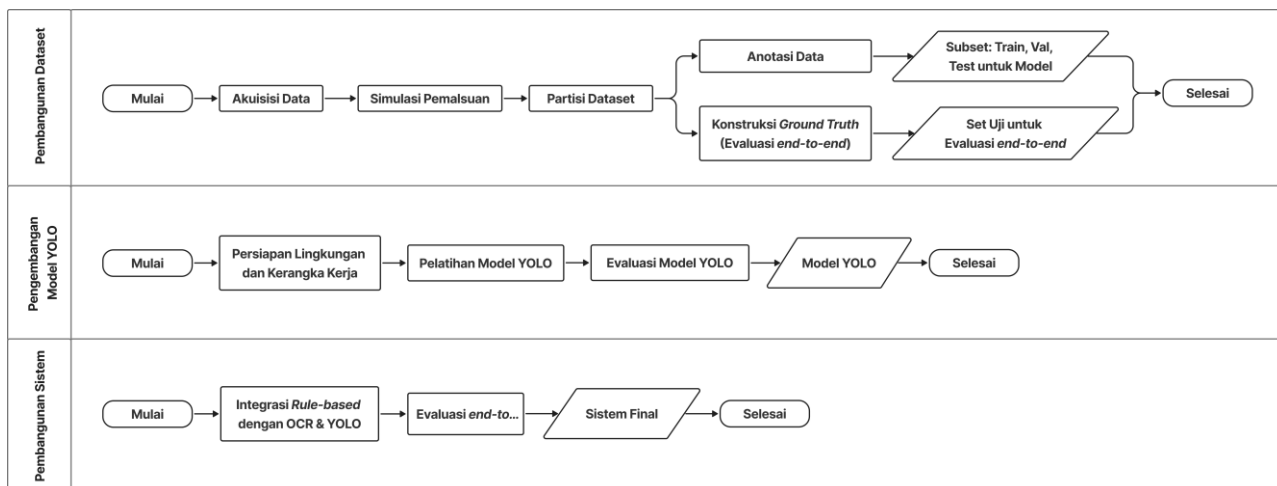 Pembangunan Dataset
Mulai
Akuisisi Data
Simulasi Pemalsuan
Partisi Dataset
Anotasi Data
Subset: Train, Val,
Test untuk Model
Konstruksi Ground Truth
(Evaluasi end-to-end)
Set Uji untuk
Evaluasi end-to-end
Selesai
Pengembangan
Model YOLO
Mulai
Persiapan Lingkungan
dan Kerangka Kerja
Pelatihan Model YOLO
Evaluasi Model YOLO
Model YOLO
Selesai
Pembangunan Sistem
Mulai
Integrasi Rule-based
dengan OCR & YOLO
Evaluasi end-to...
Sistem Final
Selesai